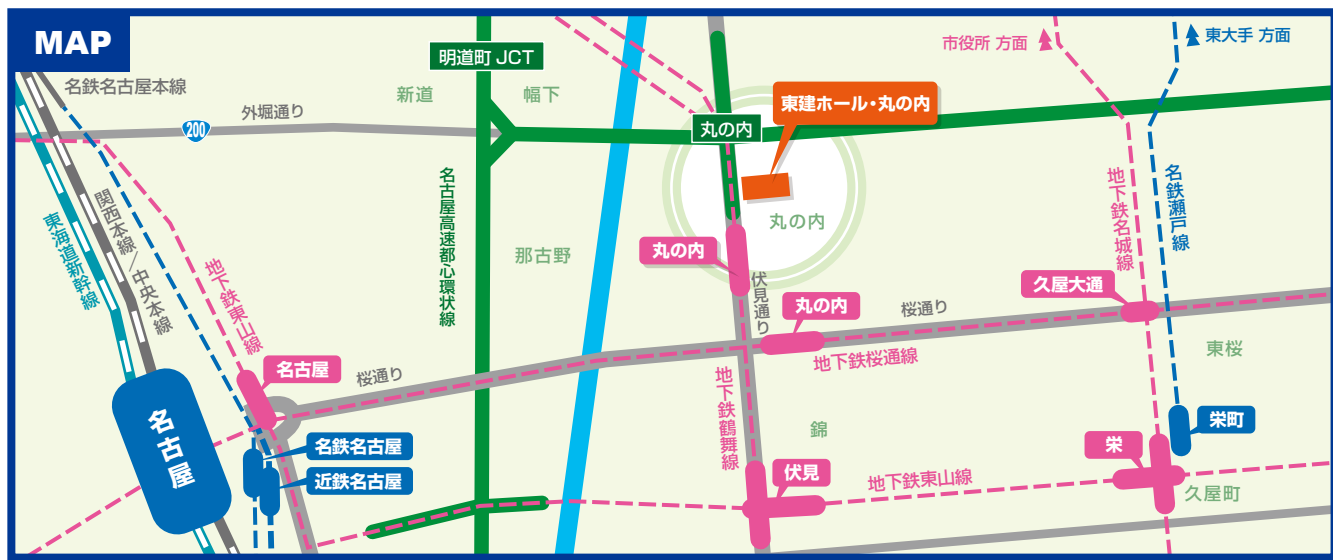 MAP
明道町 JCT
市役所 方面
東大手 方面
名鉄名古屋本線
新道
幅下
東建ホール・丸の内
外堀通り
200
丸の内
名古屋高速都心環状線
地下鉄名城線
名鉄瀬戸線
関西本線/中央本線
東海道新幹線
丸の内
那古野
丸の内
地下鉄東山線
伏見通り
久屋大通
丸の内
桜通り
地下鉄桜通線
東桜
名古屋
桜通り
地下鉄鶴舞線
名古屋
錦
栄町
名鉄名古屋
栄
近鉄名古屋
伏見
地下鉄東山線
久屋町